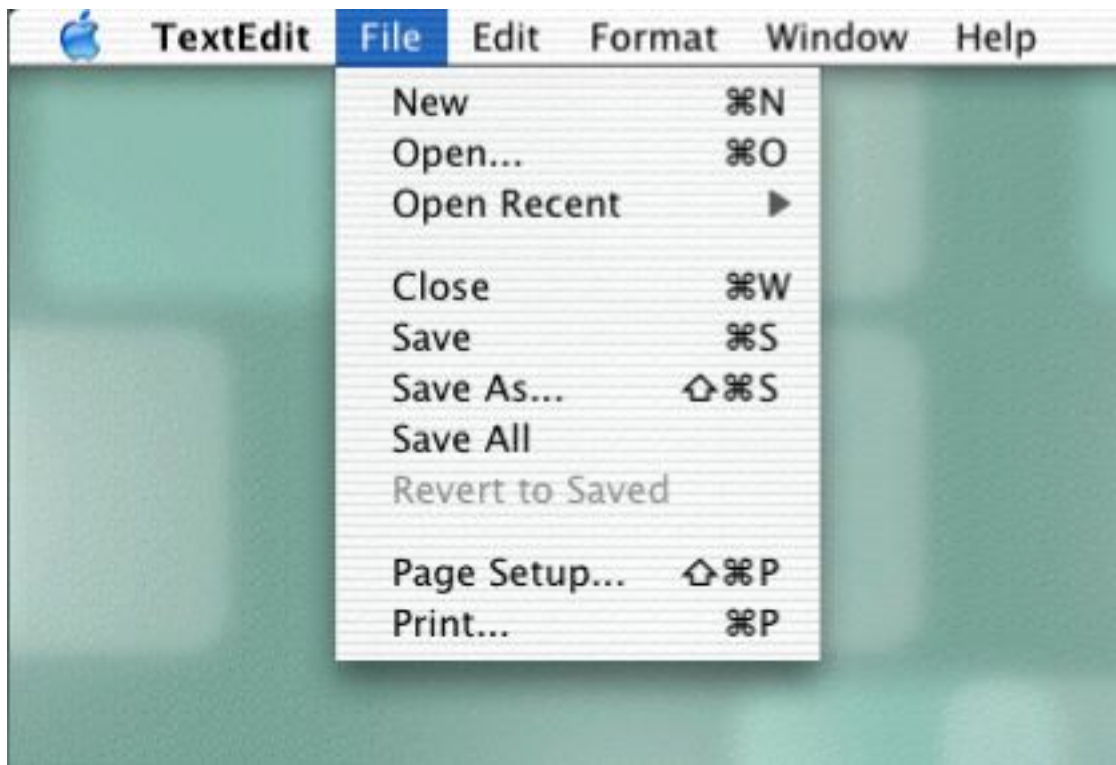 TextEdit File Edit Format Window Help
New ⌘N
Open... ⌘O
Open Recent ▶
Close ⌘W
Save ⌘S
Save As... ⇧⌘S
Save All
Revert to Saved
Page Setup... ⇧⌘P
Print... ⌘P